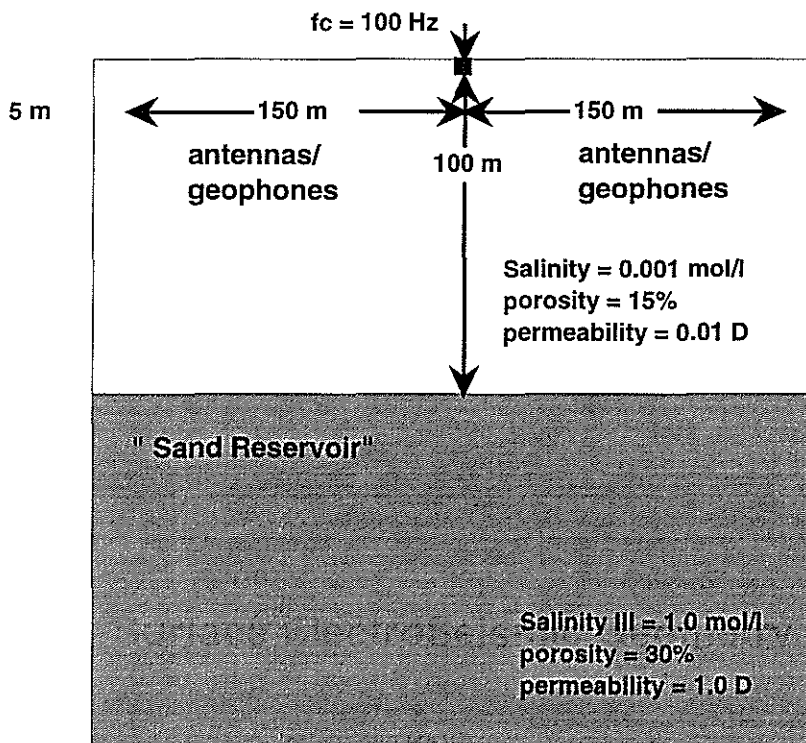 fc = 100 Hz
5 m
150 m
150 m
antennas/
geophones
100 m
antennas/
geophones
Salinity = 0.001 mol/l
porosity = 15%
permeability = 0.01 D
" Sand Reservoir"
Salinity III = 1.0 mol/l
porosity = 30%
permeability = 1.0 D